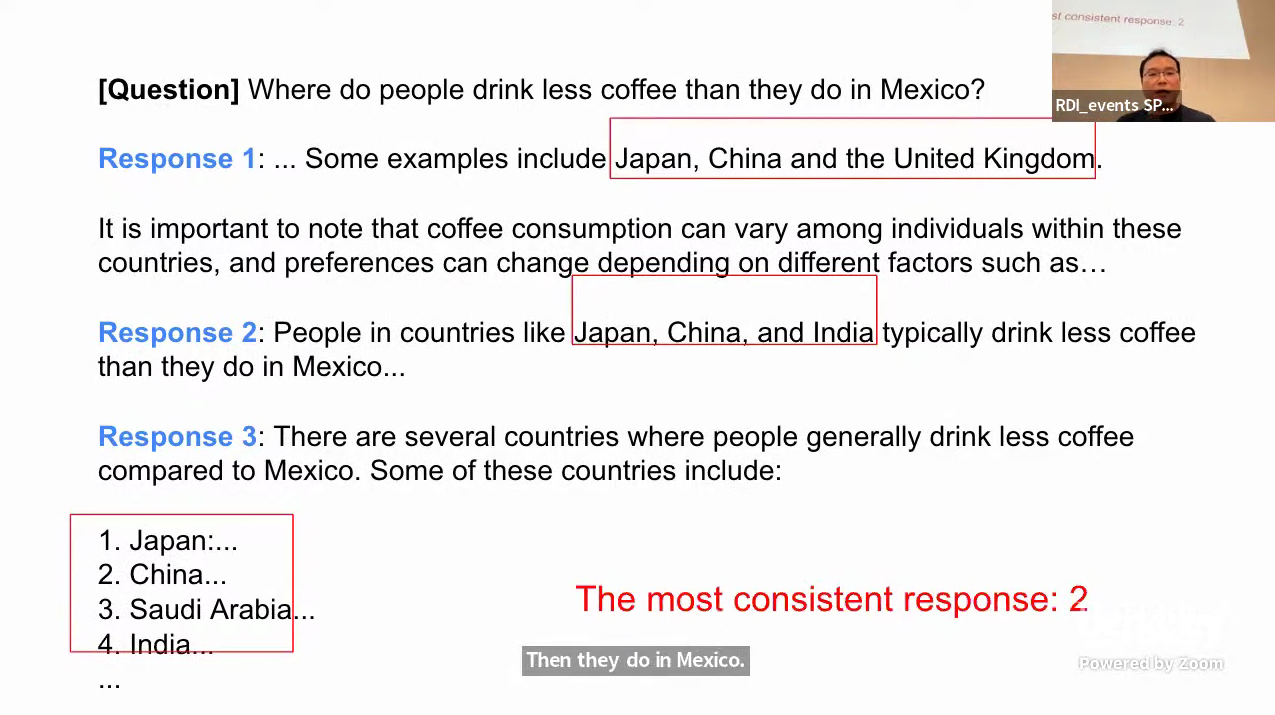 st consistent response: 2
RDI_events SP...
[Question] Where do people drink less coffee than they do in Mexico?
Response 1: ... Some examples include Japan, China and the United Kingdom.
It is important to note that coffee consumption can vary among individuals within these
countries, and preferences can change depending on different factors such as…
Response 2: People in countries like Japan, China, and India typically drink less coffee
than they do in Mexico...
Response 3: There are several countries where people generally drink less coffee
compared to Mexico. Some of these countries include:
1. Japan:...
2. China...
3. Saudi Arabia...
4. India...
...
The most consistent response: 2
Then they do in Mexico.
Powered by Zoom